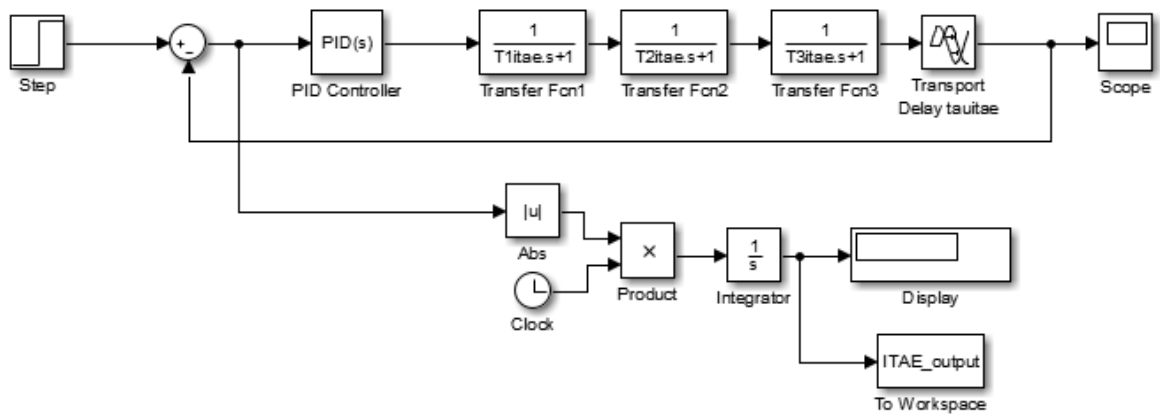 +
−
PID(s)
1
T1itae.s+1
1
T2itae.s+1
1
T3itae.s+1
Step
PID Controller
Transfer Fcn1
Transfer Fcn2
Transfer Fcn3
Transport
Delay tauitae
Scope
|u|
Abs
Clock
×
Product
1
s
Integrator
Display
ITAE_output
To Workspace